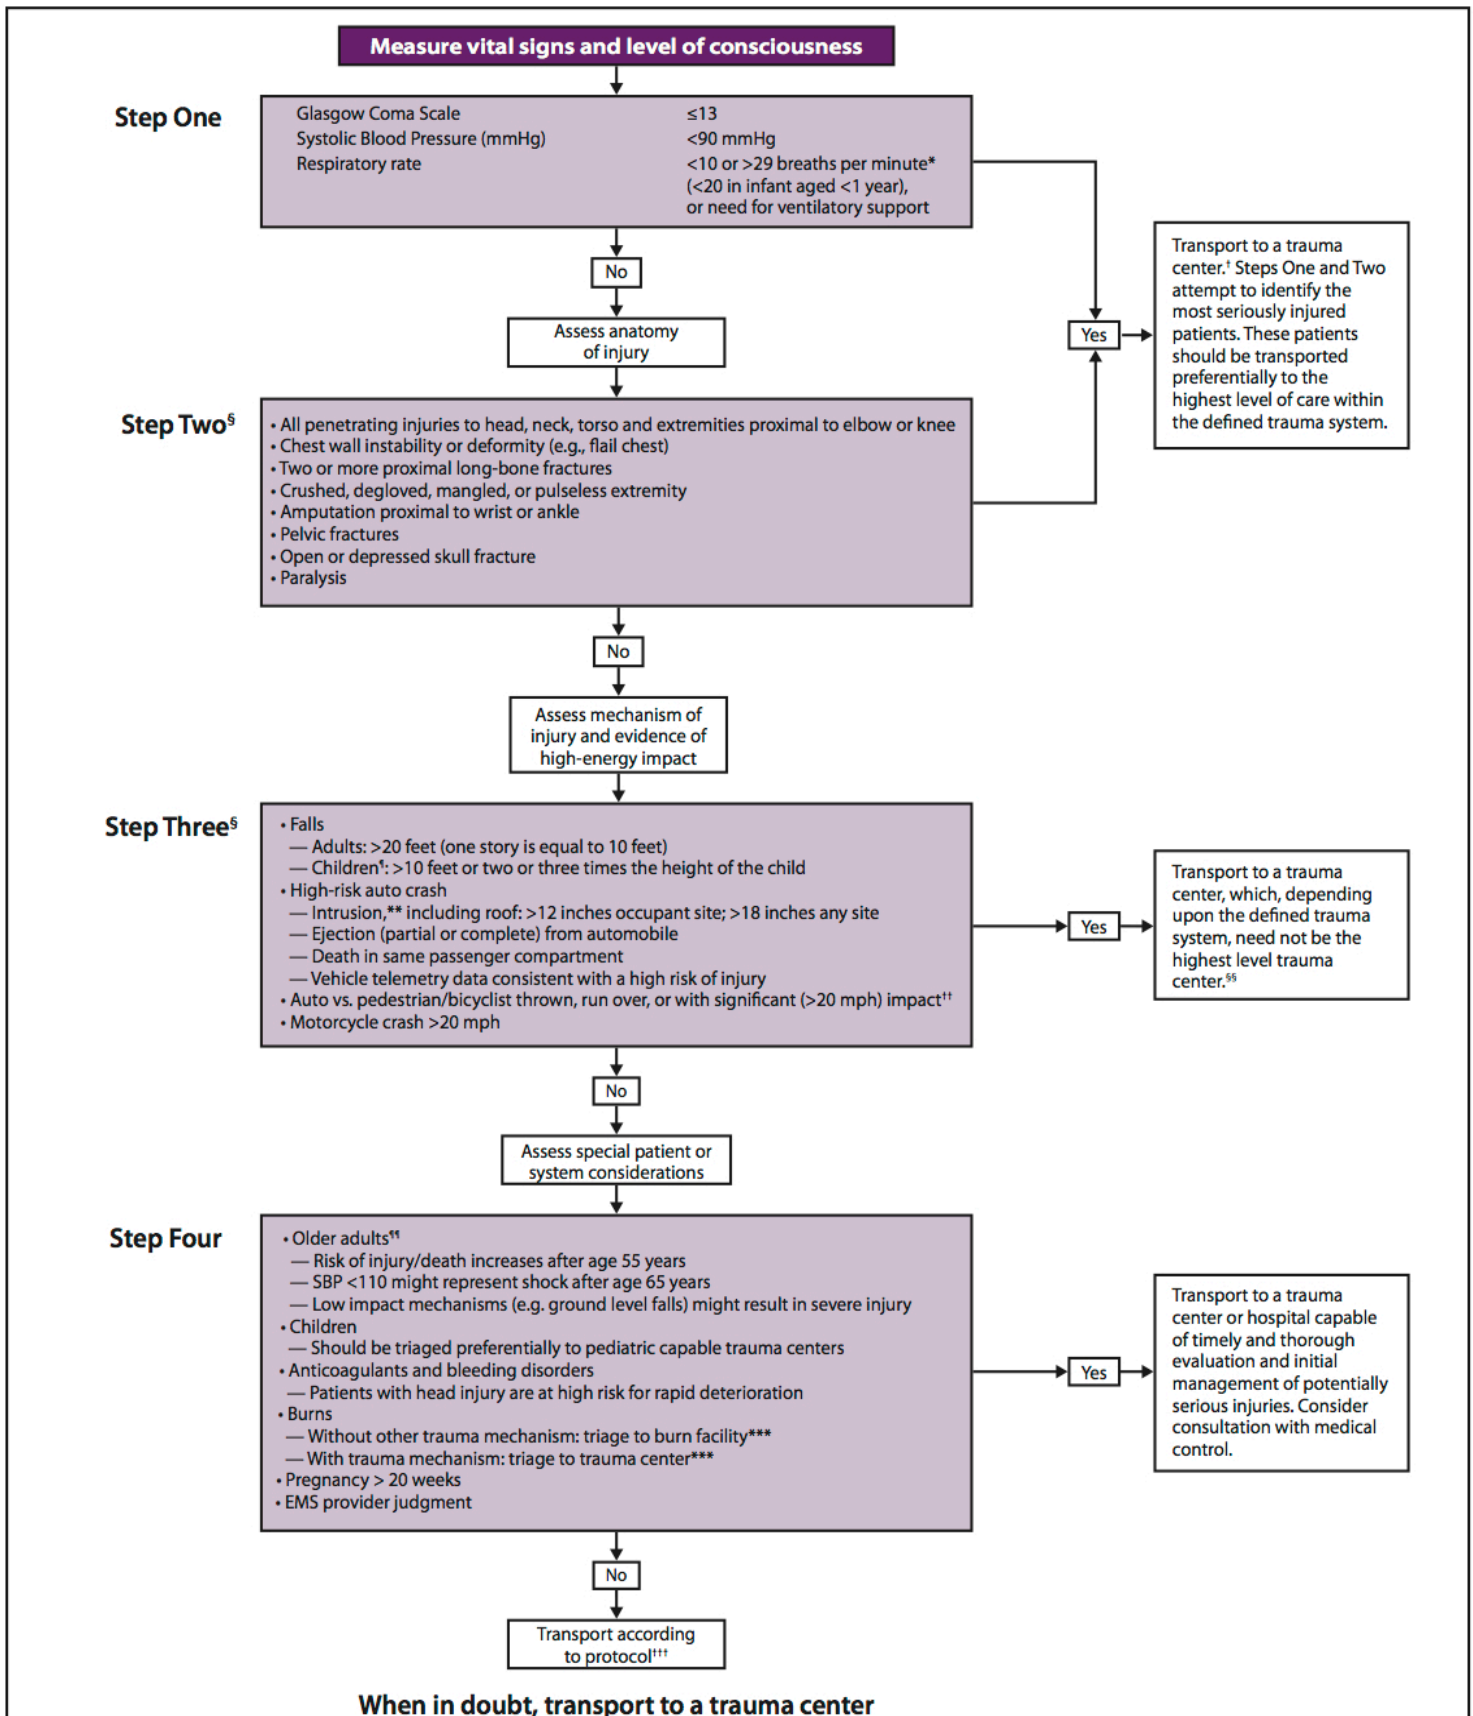 Measure vital signs and level of consciousness
Step One
Glasgow Coma Scale ≤13
Systolic Blood Pressure (mmHg) <90 mmHg
Respiratory rate <10 or >29 breaths per minute*
(<20 in infant aged <1 year),
or need for ventilatory support
No
Assess anatomy
of injury
Yes
Transport to a trauma
center.† Steps One and Two
attempt to identify the
most seriously injured
patients. These patients
should be transported
preferentially to the
highest level of care within
the defined trauma system.
Step Two§
• All penetrating injuries to head, neck, torso and extremities proximal to elbow or knee
• Chest wall instability or deformity (e.g., flail chest)
• Two or more proximal long-bone fractures
• Crushed, degloved, mangled, or pulseless extremity
• Amputation proximal to wrist or ankle
• Pelvic fractures
• Open or depressed skull fracture
• Paralysis
No
Assess mechanism of
injury and evidence of
high-energy impact
Step Three§
• Falls
— Adults: >20 feet (one story is equal to 10 feet)
— Children¶: >10 feet or two or three times the height of the child
• High-risk auto crash
— Intrusion,** including roof: >12 inches occupant site; >18 inches any site
— Ejection (partial or complete) from automobile
— Death in same passenger compartment
— Vehicle telemetry data consistent with a high risk of injury
• Auto vs. pedestrian/bicyclist thrown, run over, or with significant (>20 mph) impact††
• Motorcycle crash >20 mph
Yes
Transport to a trauma
center, which, depending
upon the defined trauma
system, need not be the
highest level trauma
center.§§
No
Assess special patient or
system considerations
Step Four
• Older adults¶¶
— Risk of injury/death increases after age 55 years
— SBP <110 might represent shock after age 65 years
— Low impact mechanisms (e.g. ground level falls) might result in severe injury
• Children
— Should be triaged preferentially to pediatric capable trauma centers
• Anticoagulants and bleeding disorders
— Patients with head injury are at high risk for rapid deterioration
• Burns
— Without other trauma mechanism: triage to burn facility***
— With trauma mechanism: triage to trauma center***
• Pregnancy > 20 weeks
• EMS provider judgment
Yes
Transport to a trauma
center or hospital capable
of timely and thorough
evaluation and initial
management of potentially
serious injuries. Consider
consultation with medical
control.
No
Transport according
to protocol†††
When in doubt, transport to a trauma center